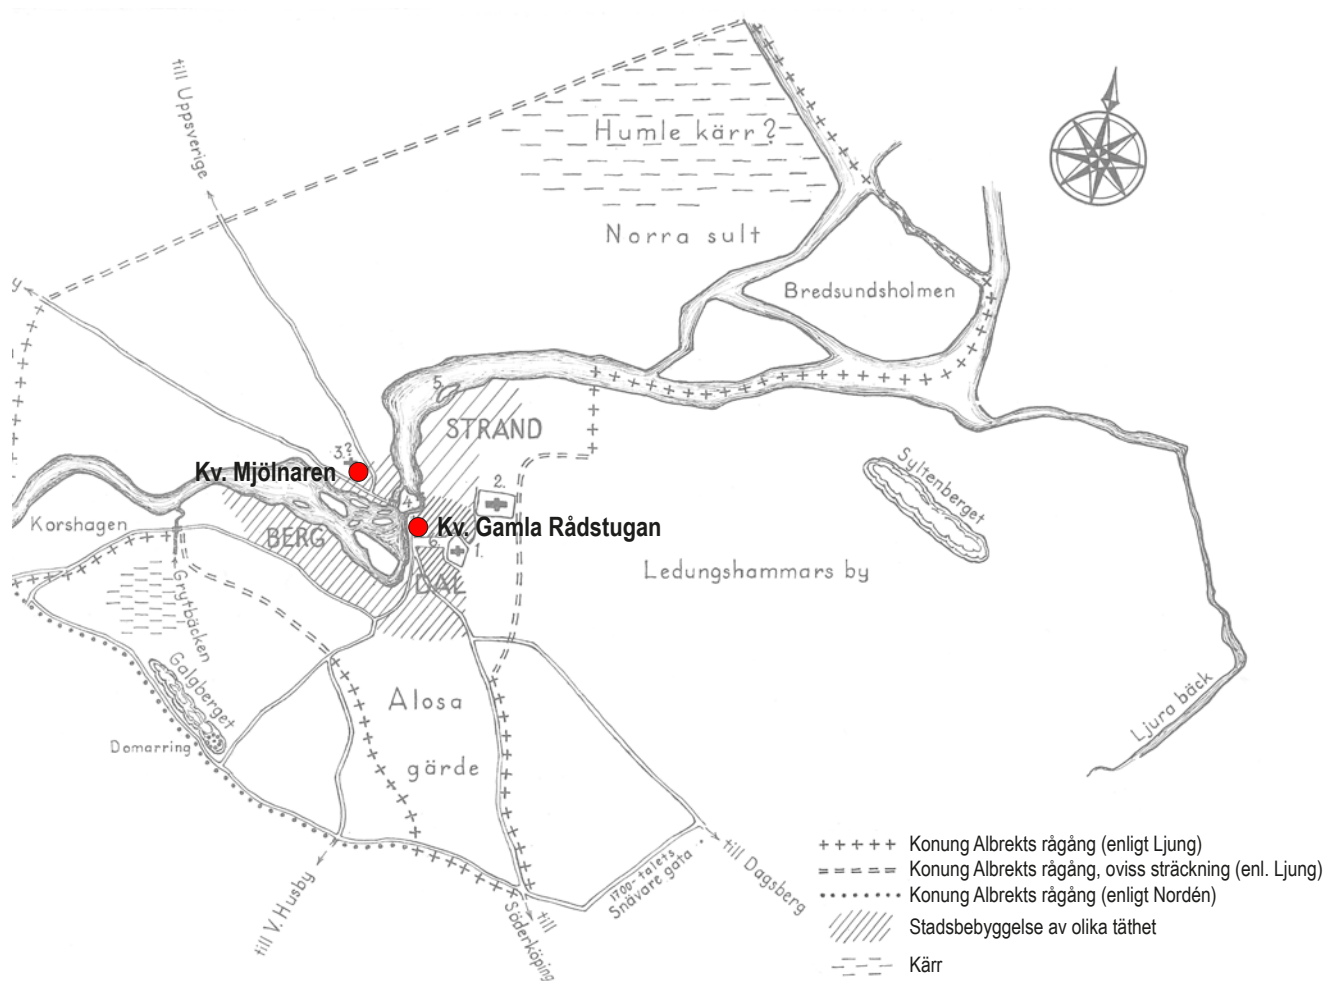 till Uppsverige
Humle kärr?
Norra sult
y
Bredsundsholmen
5
STRAND
3?
Kv. Mjölnaren
4
2.
Syltenberget
Korshagen
BERG
Kv. Gamla Rådstugan
6
1.
DAL
Ledungshammars by
Grytbäcken
Galgberget
Domarring
Alosa
gärde
Ljura bäck
till V. Husby
till
Söderköping
1700-talets
Snävare gata
till Dagsberg
Konung Albrekts rågång (enligt Ljung)
Konung Albrekts rågång, oviss sträckning (enl. Ljung)
Konung Albrekts rågång (enligt Nordén)
Stadsbebyggelse av olika täthet
Kärr